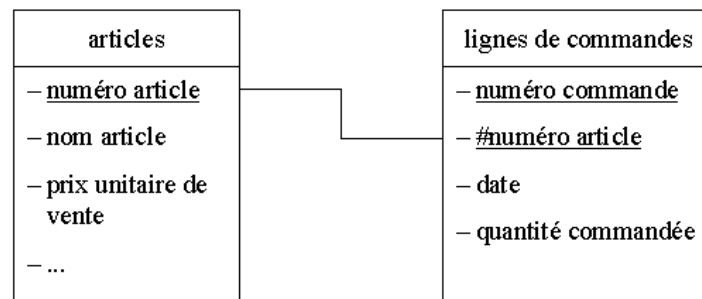 articles
– numéro article
– nom article
– prix unitaire de
vente
– ...
lignes de commandes
– numéro commande
– #numéro article
– date
– quantité commandée